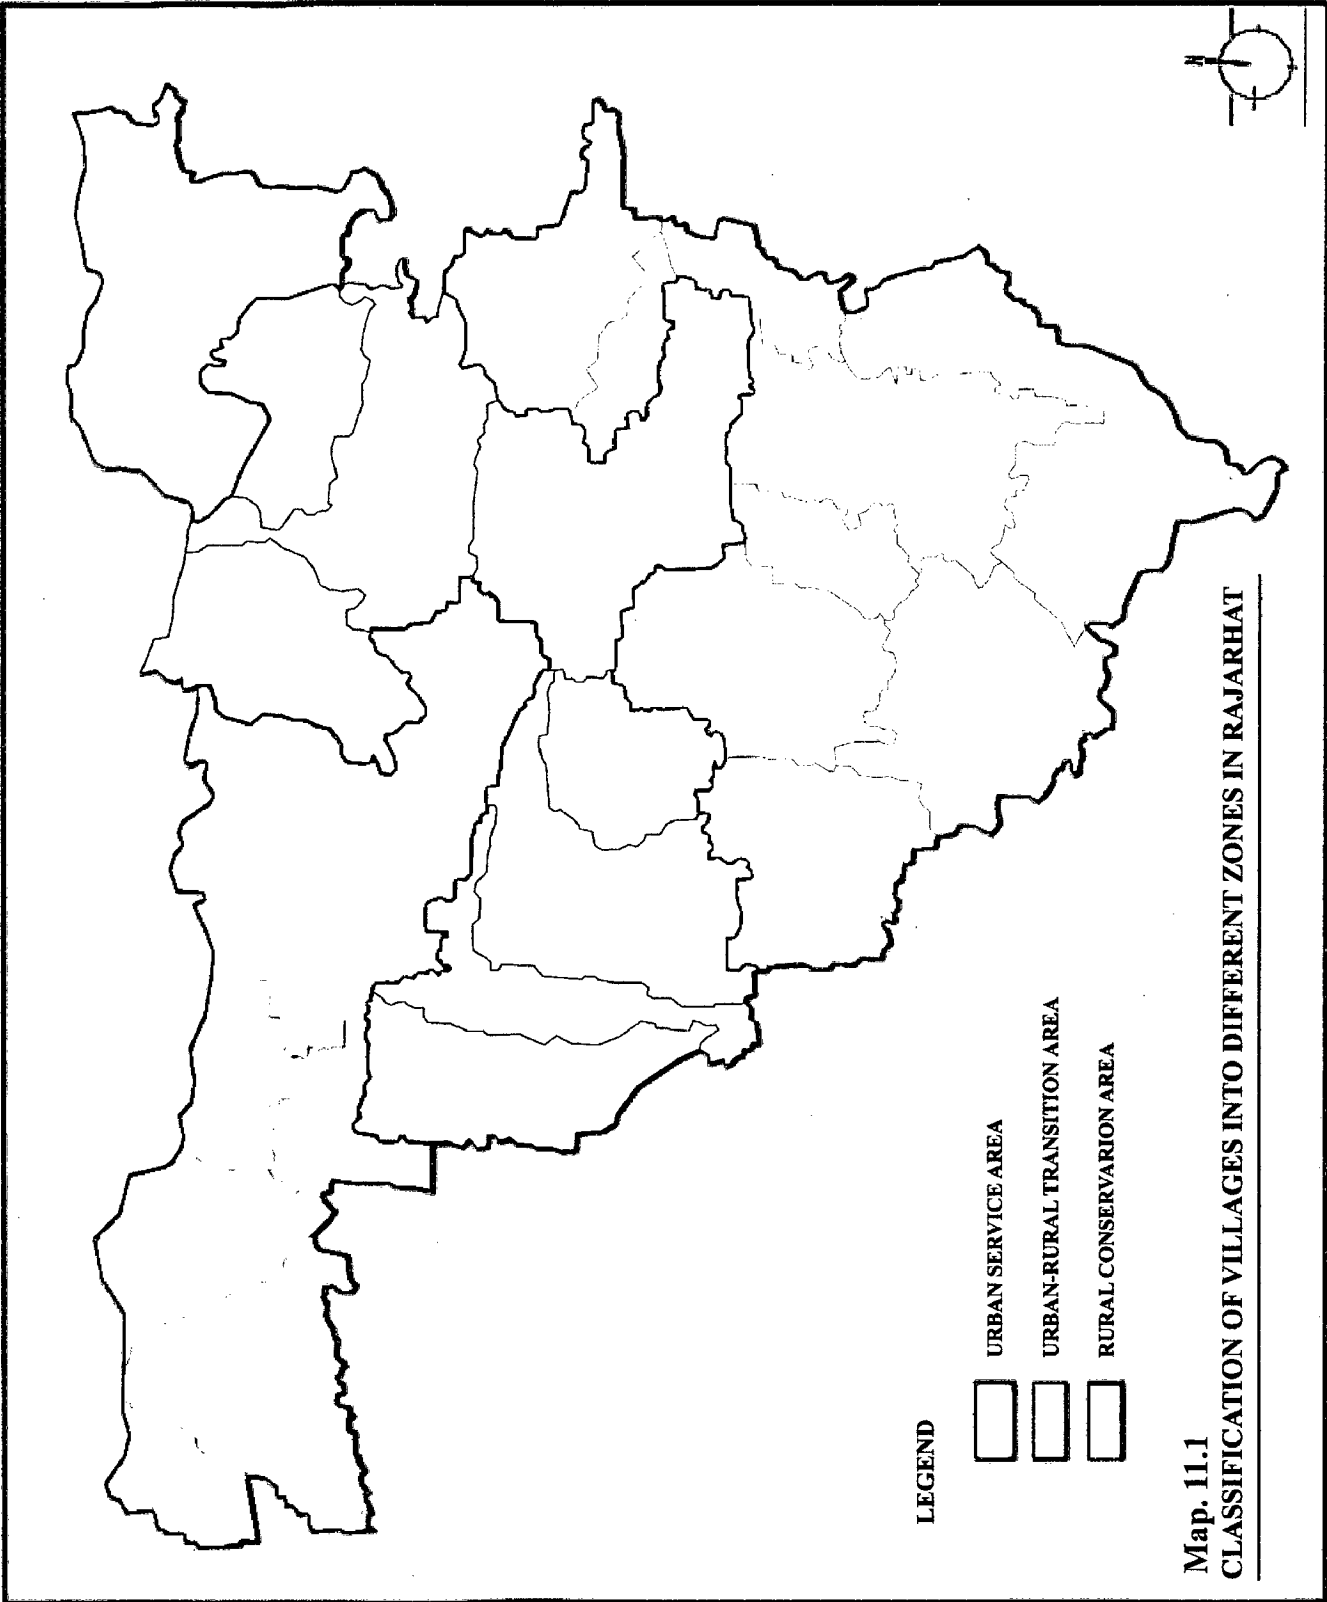 N
LEGEND
URBAN SERVICE AREA
URBAN-RURAL TRANSITION AREA
RURAL CONSERVARION AREA
Map. 11.1
CLASSIFICATION OF VILLAGES INTO DIFFERENT ZONES IN RAJARHAT